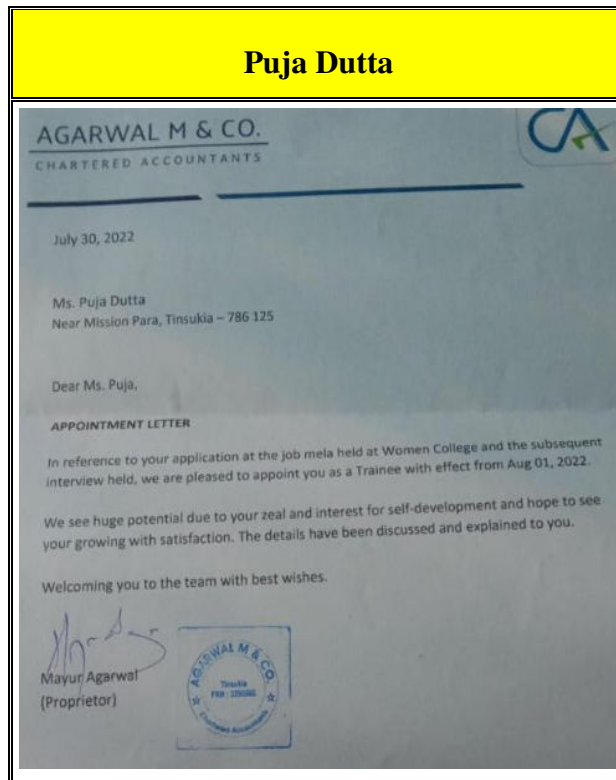 Puja Dutta
AGARWAL M & CO.
CHARTERED ACCOUNTANTS
CA
July 30, 2022
Ms. Puja Dutta
Near Mission Para, Tinsukia – 786 125
Dear Ms. Puja,
APPOINTMENT LETTER
In reference to your application at the job mela held at Women College and the subsequent
interview held, we are pleased to appoint you as a Trainee with effect from Aug 01, 2022.
We see huge potential due to your zeal and interest for self-development and hope to see
your growing with satisfaction. The details have been discussed and explained to you.
Welcoming you to the team with best wishes.
Mayur Agarwal
(Proprietor)
AGARWAL M & CO.
Tinsukia
FRN :
Chartered Accountants